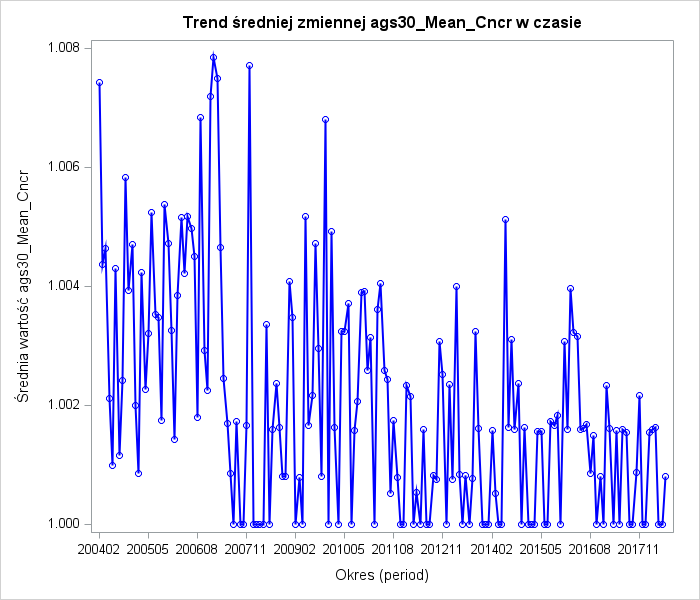 Trend średniej zmiennej ags30_Mean_Cncr w czasie
Średnia wartość ags30_Mean_Cncr
1.008
1.006
1.004
1.002
1.000
200402 200505 200608 200711 200902 201005 201108 201211 201402 201505 201608 201711
Okres (period)